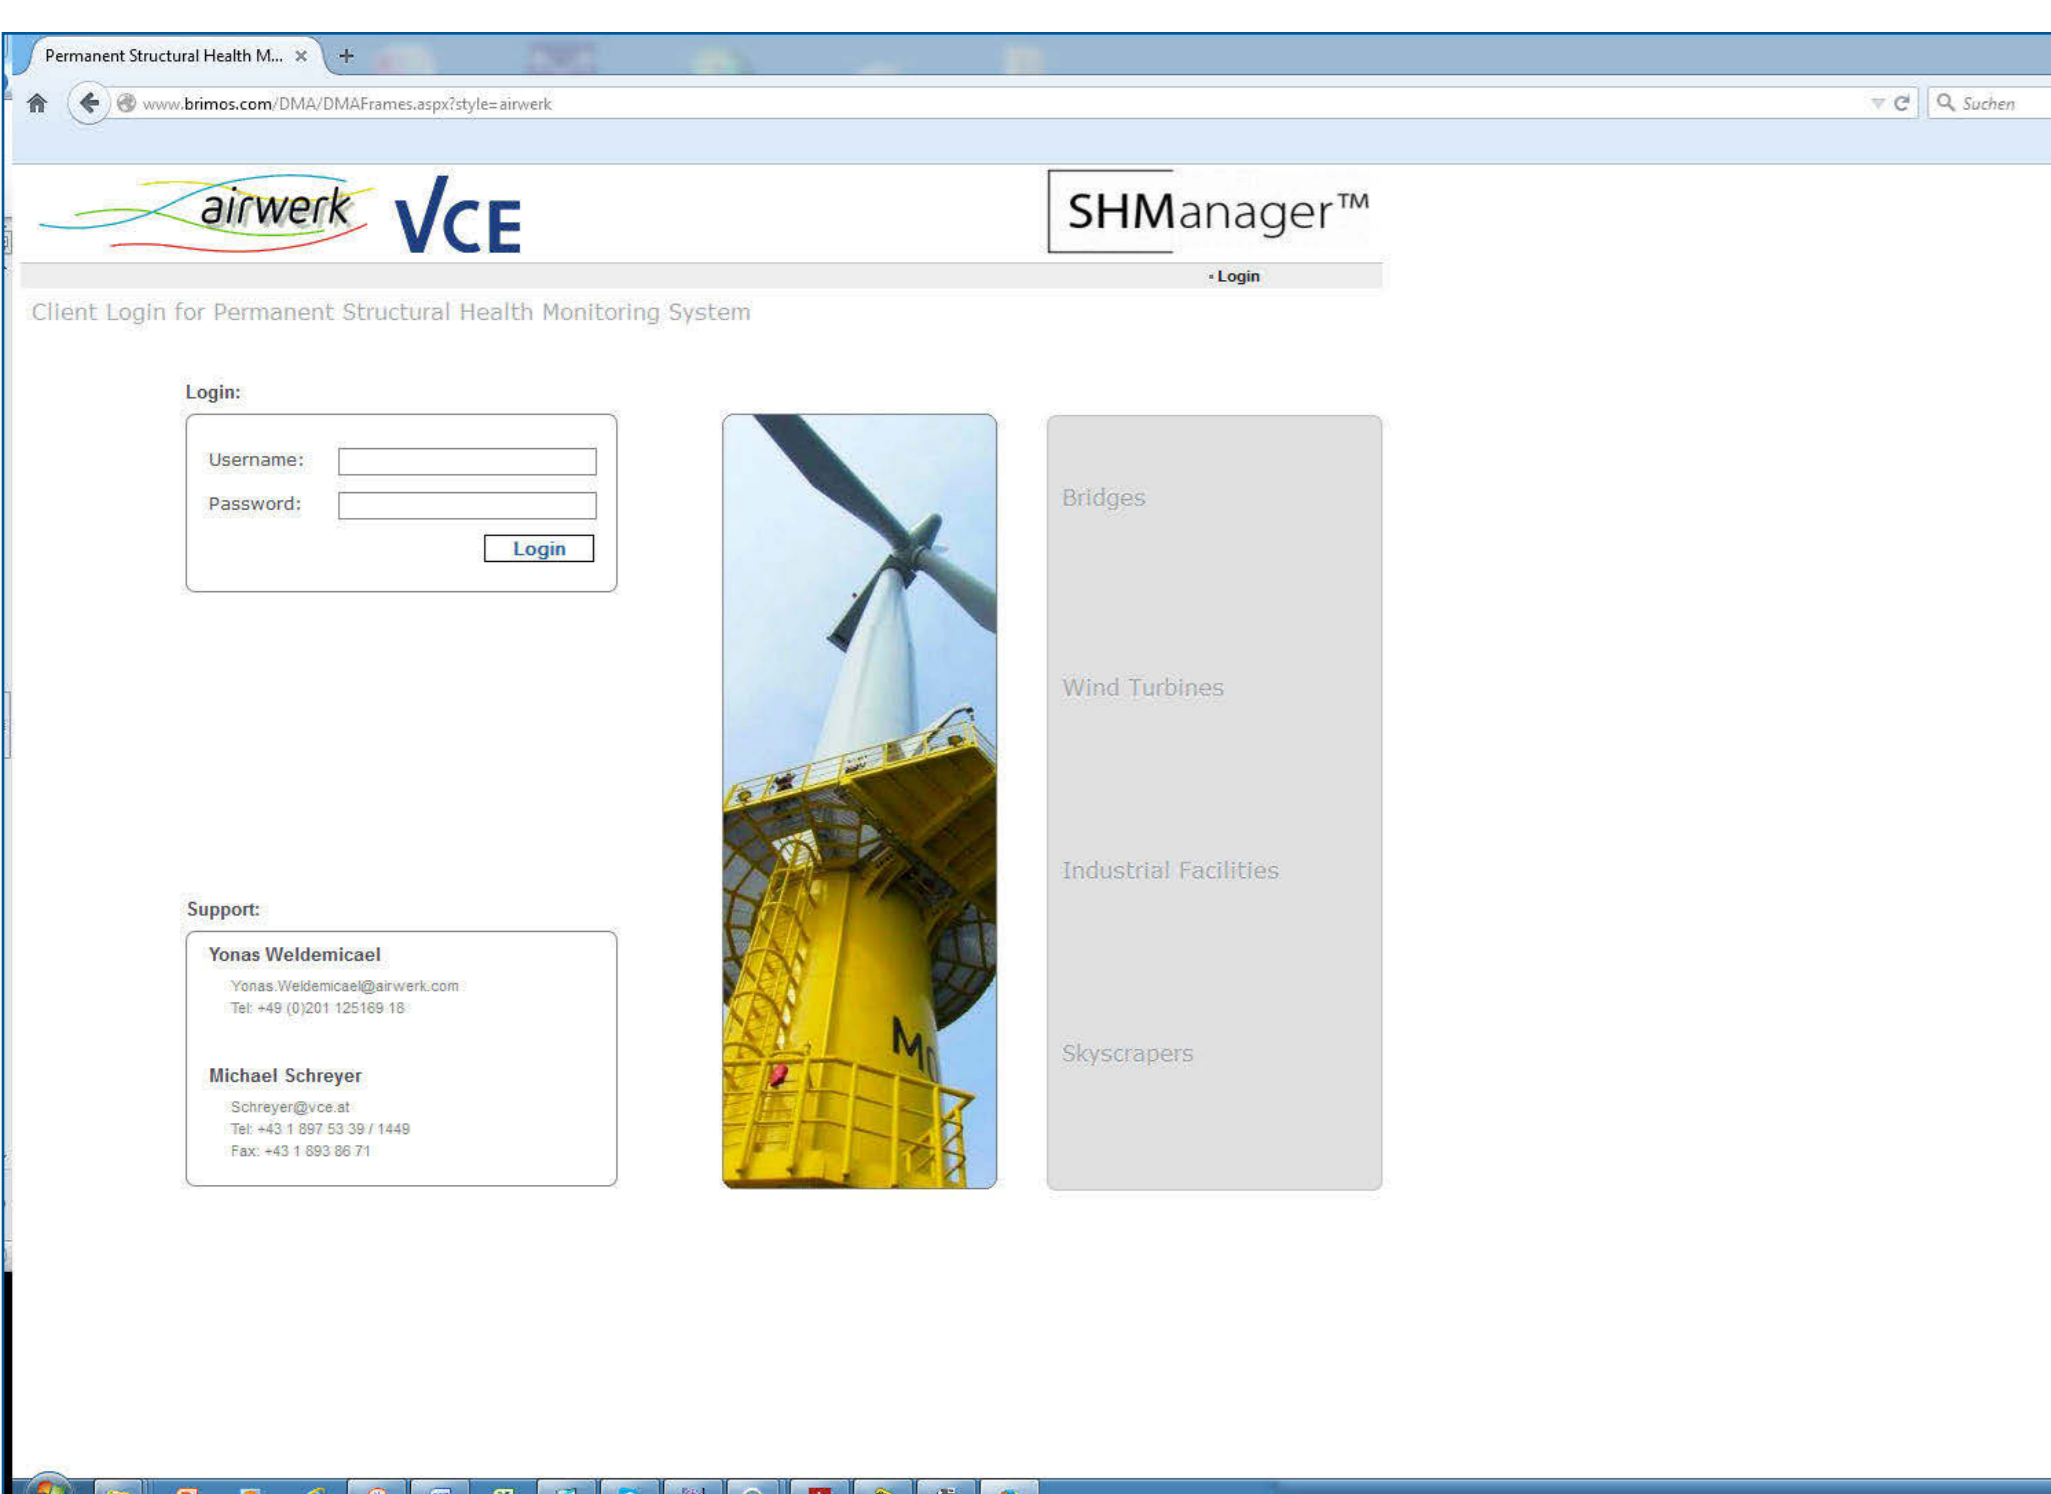 Permanent Structural Health M...
www.brimos.com/DMA/DMAFrames.aspx?style=airwerk
Suchen
airwerk VCE
SHManager™
Login
Client Login for Permanent Structural Health Monitoring System
Login:
Username:
Password:
Login
Bridges
Wind Turbines
Industrial Facilities
Skyscrapers
Support:
Yonas Weldemicael
Yonas.Weldemicael@airwerk.com
Tel: +49 (0)201 125169 18
Michael Schreyer
Schreyer@vce.at
Tel: +43 1 897 53 39 / 1449
Fax: +43 1 893 86 71